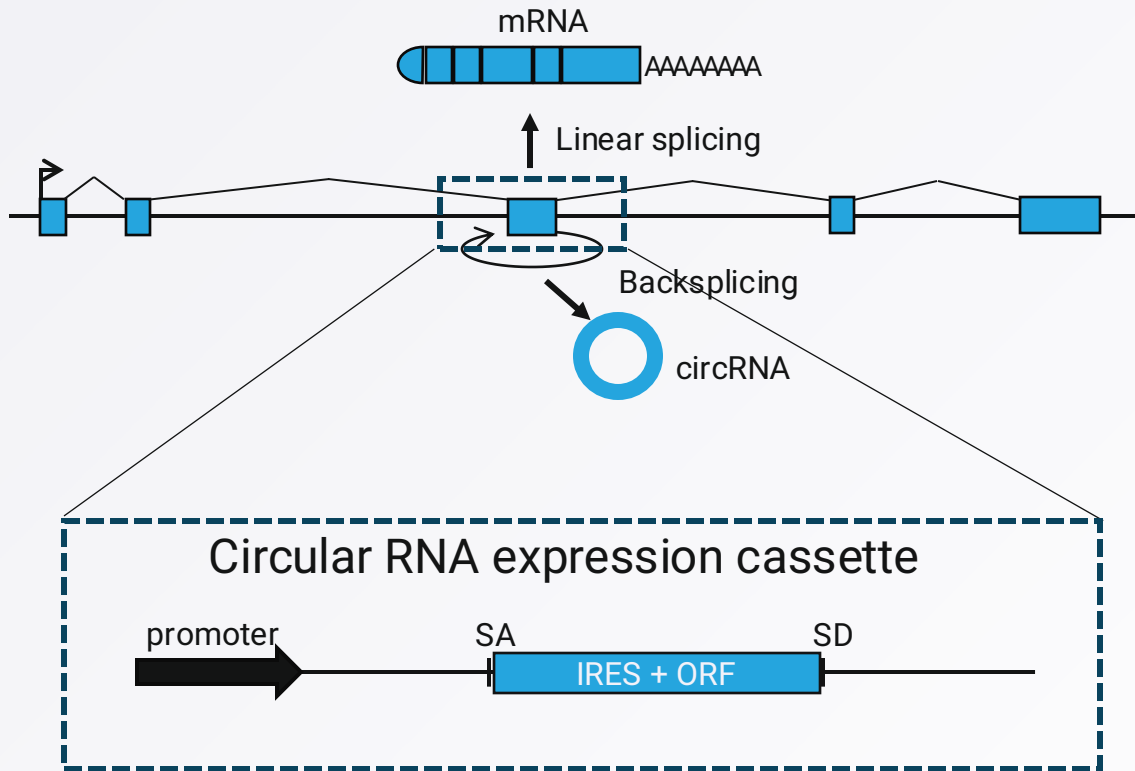 mRNA
AAAAAAAA
Linear splicing
Backsplicing
circRNA
Circular RNA expression cassette
promoter
SA
SD
IRES + ORF